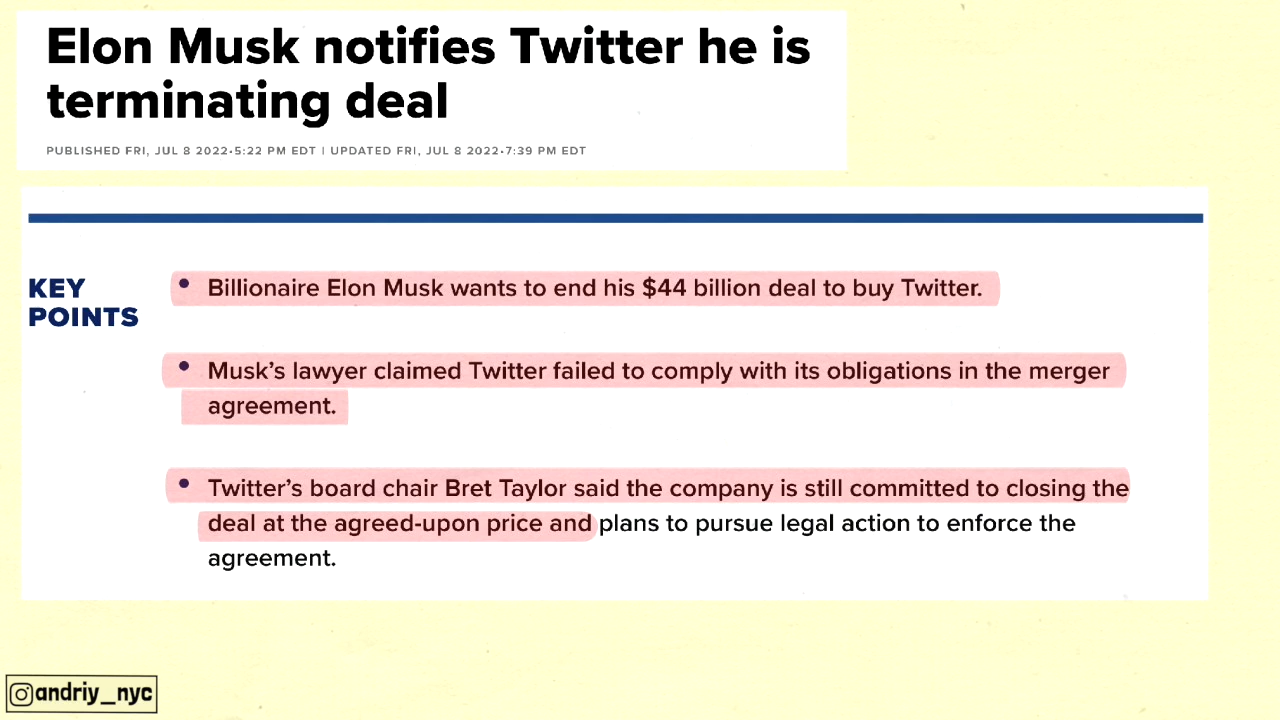 Elon Musk notifies Twitter he is
terminating deal
PUBLISHED FRI, JUL 8 2022•5:22 PM EDT | UPDATED FRI, JUL 8 2022•7:39 PM EDT
KEY
POINTS
• Billionaire Elon Musk wants to end his $44 billion deal to buy Twitter.
• Musk’s lawyer claimed Twitter failed to comply with its obligations in the merger
agreement.
• Twitter’s board chair Bret Taylor said the company is still committed to closing the
deal at the agreed-upon price and plans to pursue legal action to enforce the
agreement.
@andriy_nyc